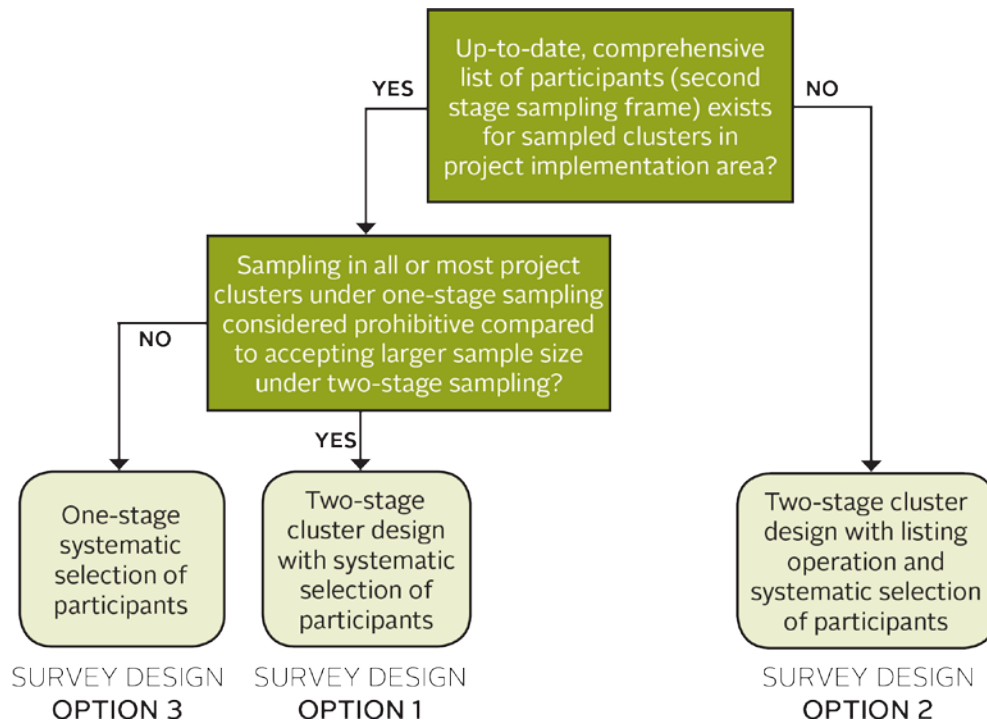 Up-to-date, comprehensive
list of participants (second
stage sampling frame) exists
for sampled clusters in
project implementation area?
YES
NO
Sampling in all or most project
clusters under one-stage sampling
considered prohibitive compared
to accepting larger sample size
under two-stage sampling?
NO
YES
One-stage
systematic
selection of
participants
SURVEY DESIGN
OPTION 3
Two-stage
cluster design
with systematic
selection of
participants
SURVEY DESIGN
OPTION 1
Two-stage cluster
design with listing
operation and
systematic selection
of participants
SURVEY DESIGN
OPTION 2